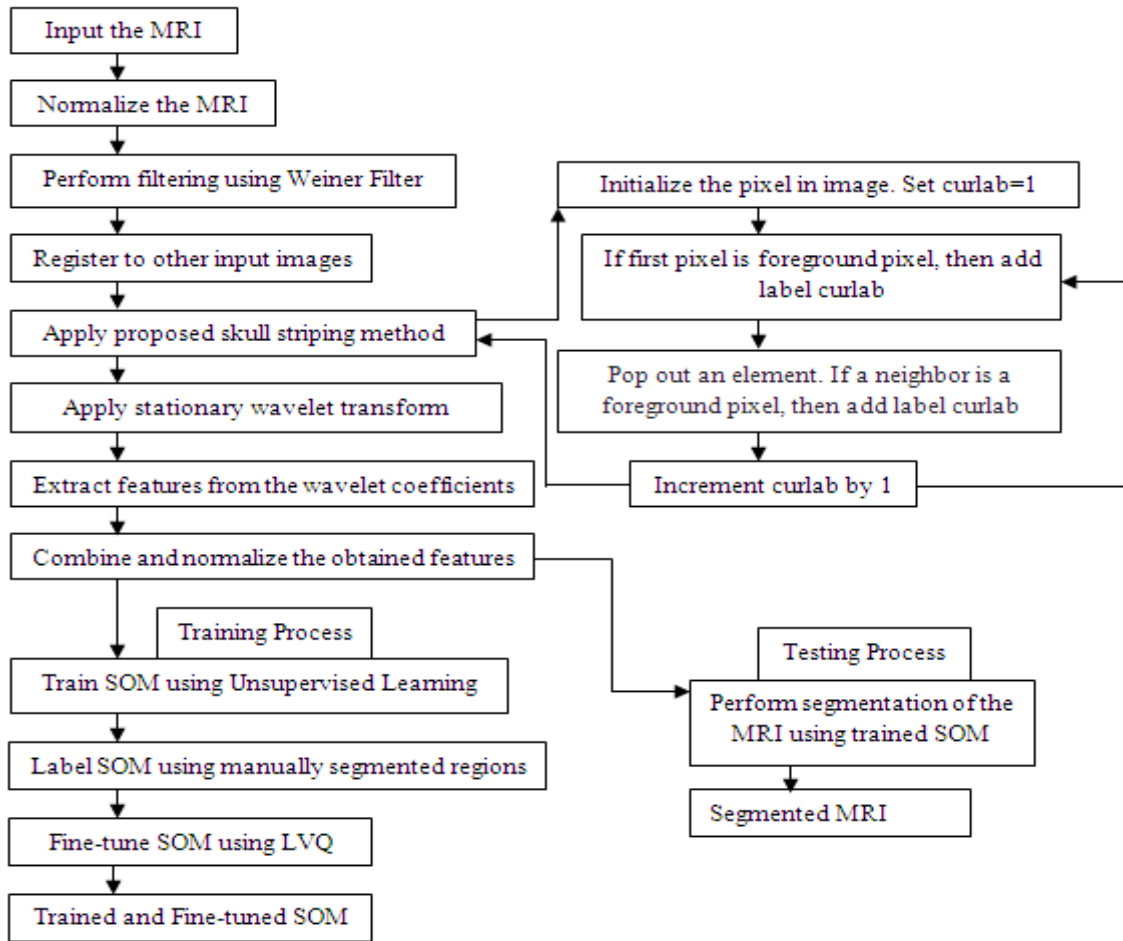 Input the MRI
Normalize the MRI
Perform filtering using Weiner Filter
Register to other input images
Apply proposed skull striping method
Apply stationary wavelet transform
Extract features from the wavelet coefficients
Combine and normalize the obtained features
Training Process
Train SOM using Unsupervised Learning
Label SOM using manually segmented regions
Fine-tune SOM using LVQ
Trained and Fine-tuned SOM
Initialize the pixel in image. Set curlab=1
If first pixel is foreground pixel, then add
label curlab
Pop out an element. If a neighbor is a
foreground pixel, then add label curlab
Increment curlab by 1
Testing Process
Perform segmentation of the
MRI using trained SOM
Segmented MRI